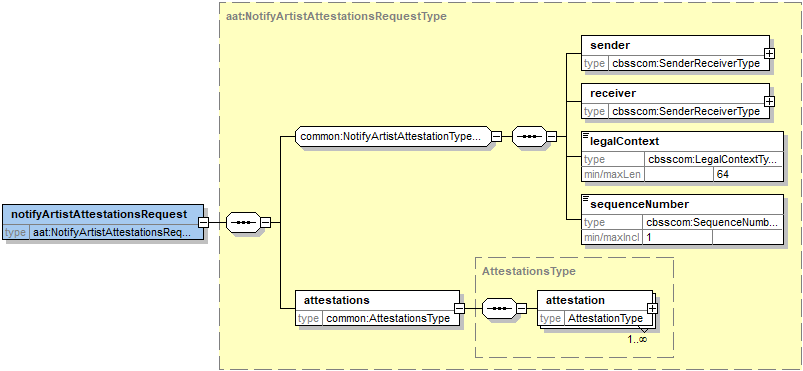 aat:NotifyArtistAttestationsRequestType
sender
type cbsscom:SenderReceiverType
receiver
type cbsscom:SenderReceiverType
common:NotifyArtistAttestationType...
legalContext
type cbsscom:LegalContextTy...
min/maxLen 64
sequenceNumber
type cbsscom:SequenceNumb...
min/maxIncl 1
notifyArtistAttestationsRequest
type aat:NotifyArtistAttestationsReq...
AttestationsType
attestations
type common:AttestationsType
attestation
type AttestationType
1..∞